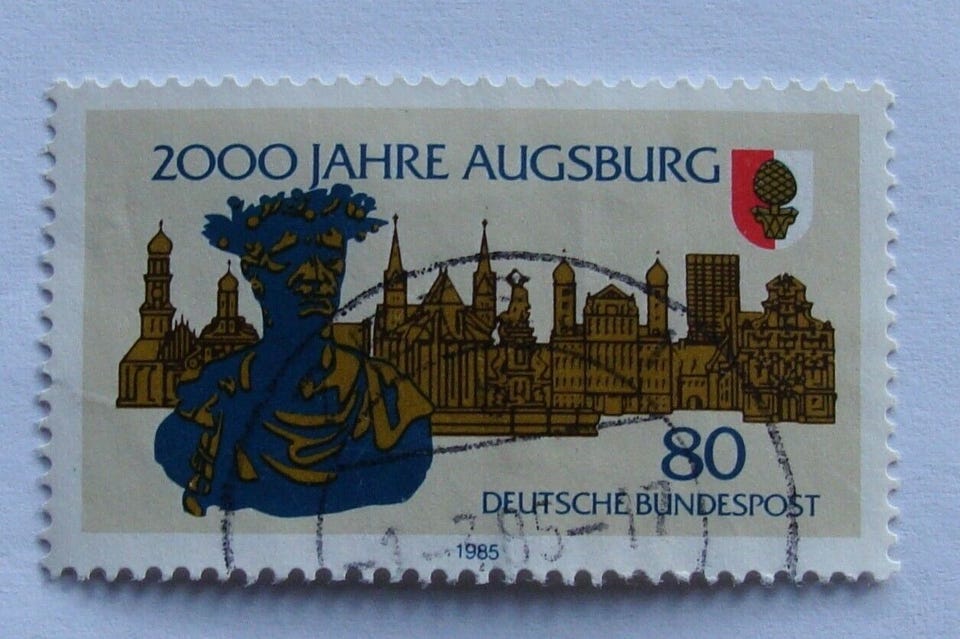 2000 JAHRE AUGSBURG
80
DEUTSCHE BUNDESPOST
1985